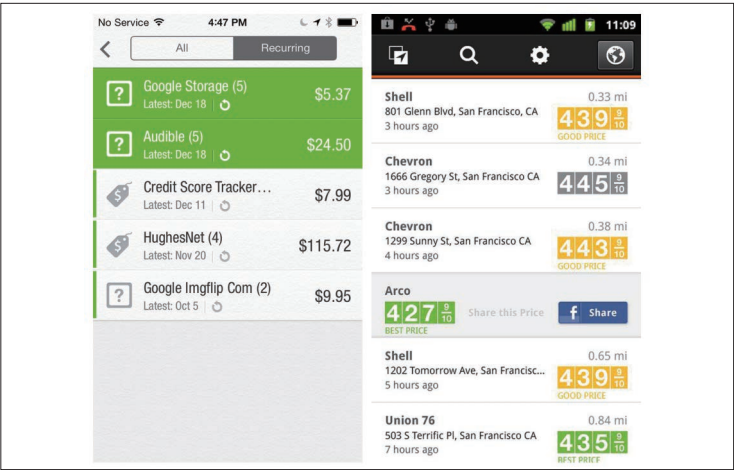 No Service 4:47 PM
All Recurring
? Google Storage (5) $5.37
Latest: Dec 18
? Audible (5) $24.50
Latest: Dec 18
$ Credit Score Tracker... $7.99
Latest: Dec 11
$ HughesNet (4) $115.72
Latest: Nov 20
? Google Imgflip Com (2) $9.95
Latest: Oct 5
11:09
Shell 0.33 mi
801 Glenn Blvd, San Francisco, CA
3 hours ago 439 9/10
GOOD PRICE
Chevron 0.34 mi
1666 Gregory St, San Francisco CA
3 hours ago 445 9/10
Chevron 0.38 mi
1299 Sunny St, San Francisco CA
4 hours ago 443 9/10
GOOD PRICE
Arco
427 9/10 Share this Price f Share
BEST PRICE
Shell 0.65 mi
1202 Tomorrow Ave, San Francisc...
5 hours ago 439 9/10
GOOD PRICE
Union 76 0.84 mi
503 S Terrific Pl, San Francisco CA
7 hours ago 435 9/10
BEST PRICE